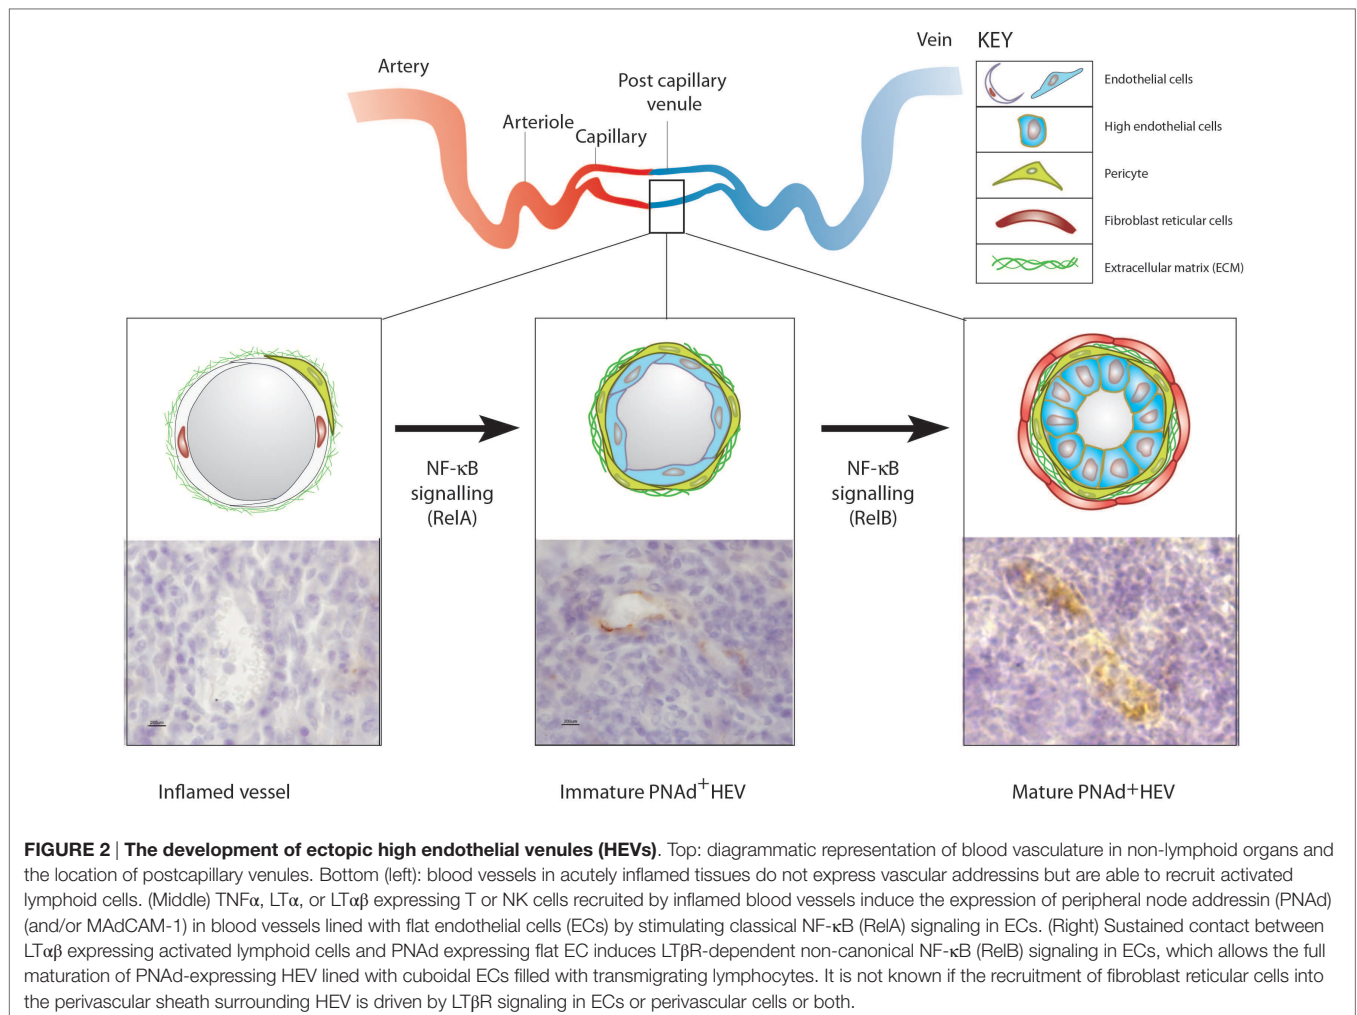 Artery
Arteriole
Capillary
Post capillary
venule
Vein
KEY
Endothelial cells
High endothelial cells
Pericyte
Fibroblast reticular cells
Extracellular matrix (ECM)
NF-κB
signalling
(RelA)
NF-κB
signalling
(RelB)
Inflamed vessel
Immature PNAd⁺HEV
Mature PNAd+HEV
FIGURE 2 | The development of ectopic high endothelial venules (HEVs). Top: diagrammatic representation of blood vasculature in non-lymphoid organs and
the location of postcapillary venules. Bottom (left): blood vessels in acutely inflamed tissues do not express vascular addressins but are able to recruit activated
lymphoid cells. (Middle) TNFα, LTα, or LTαβ expressing T or NK cells recruited by inflamed blood vessels induce the expression of peripheral node addressin (PNAd)
(and/or MAdCAM-1) in blood vessels lined with flat endothelial cells (ECs) by stimulating classical NF-κB (RelA) signaling in ECs. (Right) Sustained contact between
LTαβ expressing activated lymphoid cells and PNAd expressing flat EC induces LTβR-dependent non-canonical NF-κB (RelB) signaling in ECs, which allows the full
maturation of PNAd-expressing HEV lined with cuboidal ECs filled with transmigrating lymphocytes. It is not known if the recruitment of fibroblast reticular cells into
the perivascular sheath surrounding HEV is driven by LTβR signaling in ECs or perivascular cells or both.